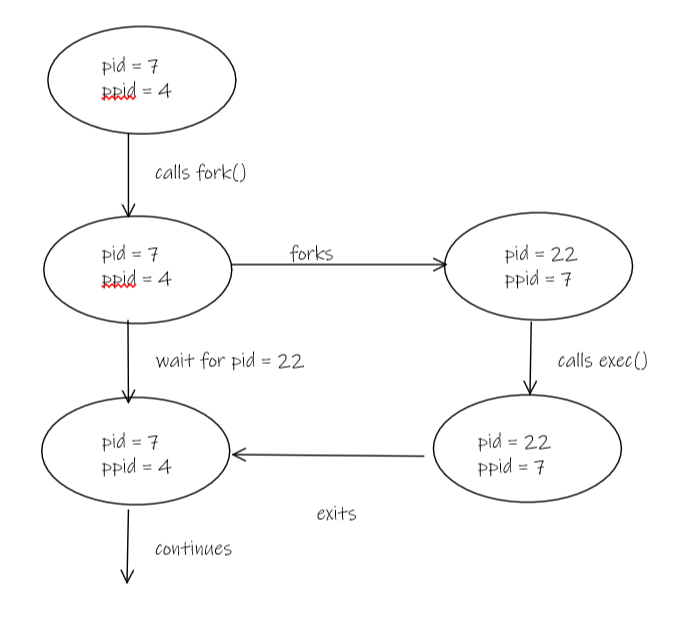 pid = 7
ppid = 4
calls fork()
pid = 7
ppid = 4
forks
pid = 22
ppid = 7
wait for pid = 22
calls exec()
pid = 7
ppid = 4
pid = 22
ppid = 7
exits
continues